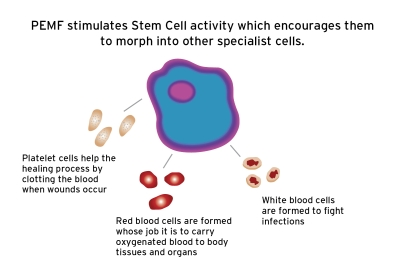 PEMF stimulates Stem Cell activity which encourages them
to morph into other specialist cells.
Platelet cells help the
healing process by
clotting the blood
when wounds occur
Red blood cells are formed
whose job it is to carry
oxygenated blood to body
tissues and organs
White blood cells
are formed to fight
infections